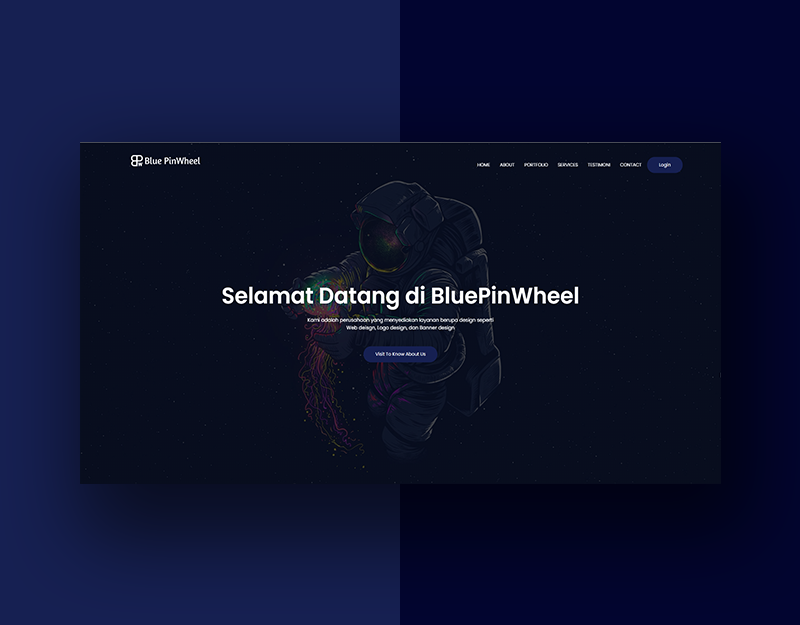 Blue PinWheel
HOME ABOUT PORTFOLIO SERVICES TESTIMONI CONTACT Login
Selamat Datang di BluePinWheel
Kami adalah perusahaan yang menyediakan layanan berupa design seperti
Web deisgn, Logo design, dan Banner design
Visit To Know About Us